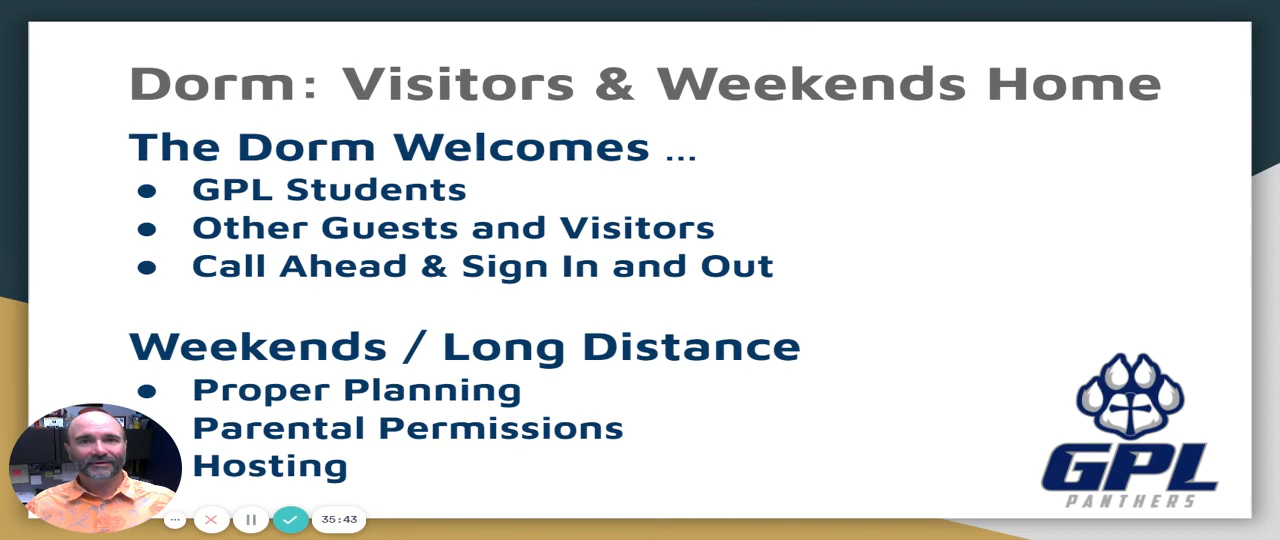 Dorm: Visitors & Weekends Home
The Dorm Welcomes ...
● GPL Students
● Other Guests and Visitors
● Call Ahead & Sign In and Out
Weekends / Long Distance
● Proper Planning
Parental Permissions
Hosting
GPL
PANTHERS
35:43